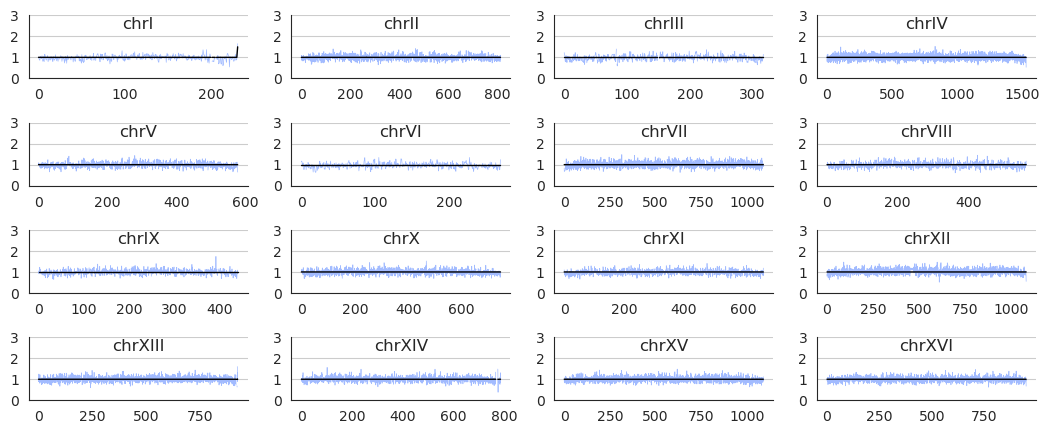 3 chrI 3 chrII 3 chrIII 3 chrIV
2 2 2 2
1 1 1 1
0 0 0 0
0 100 200 0 200 400 600 800 0 100 200 300 0 500 1000 1500
3 chrV 3 chrVI 3 chrVII 3 chrVIII
2 2 2 2
1 1 1 1
0 0 0 0
0 200 400 600 0 100 200 0 250 500 750 1000 0 200 400
3 chrIX 3 chrX 3 chrXI 3 chrXII
2 2 2 2
1 1 1 1
0 0 0 0
0 100 200 300 400 0 200 400 600 0 200 400 600 0 250 500 750 1000
3 chrXIII 3 chrXIV 3 chrXV 3 chrXVI
2 2 2 2
1 1 1 1
0 0 0 0
0 250 500 750 0 200 400 600 800 0 250 500 750 1000 0 250 500 750